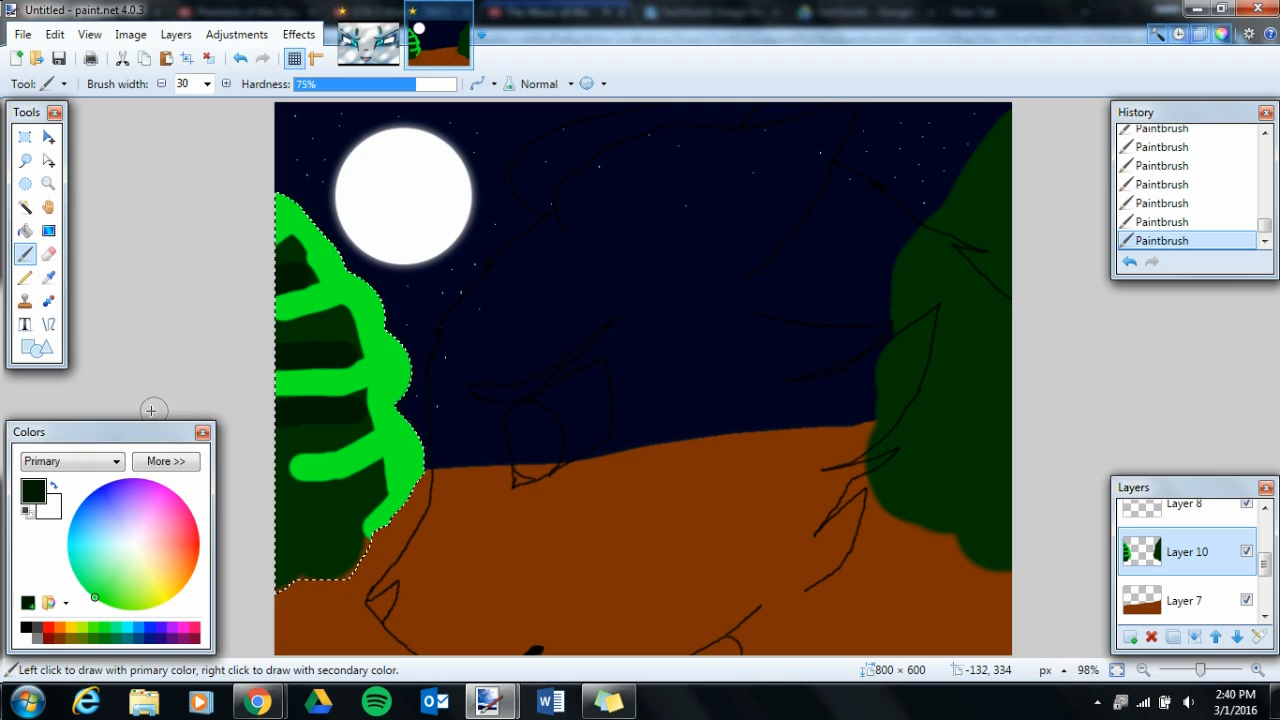 Untitled - paint.net 4.0.3
File Edit View Image Layers Adjustments Effects
Tool: Brush width: 30 Hardness: 75% Normal
Tools
History
Paintbrush
Paintbrush
Paintbrush
Paintbrush
Paintbrush
Paintbrush
Paintbrush
Colors
Primary More >>
Layers
Layer 8
Layer 10
Layer 7
Left click to draw with primary color, right click to draw with secondary color. 800 × 600 -132, 334 px 98%
2:40 PM
3/1/2016